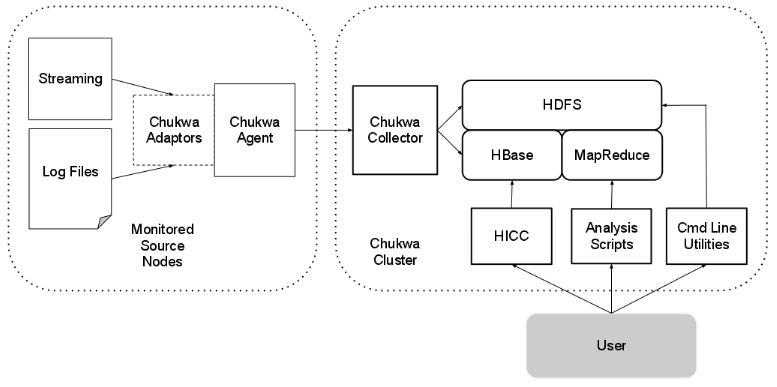 Streaming
Chukwa
Adaptors
Chukwa
Agent
Log Files
Monitored
Source
Nodes
Chukwa
Collector
HDFS
HBase
MapReduce
HICC
Analysis
Scripts
Cmd Line
Utilities
Chukwa
Cluster
User